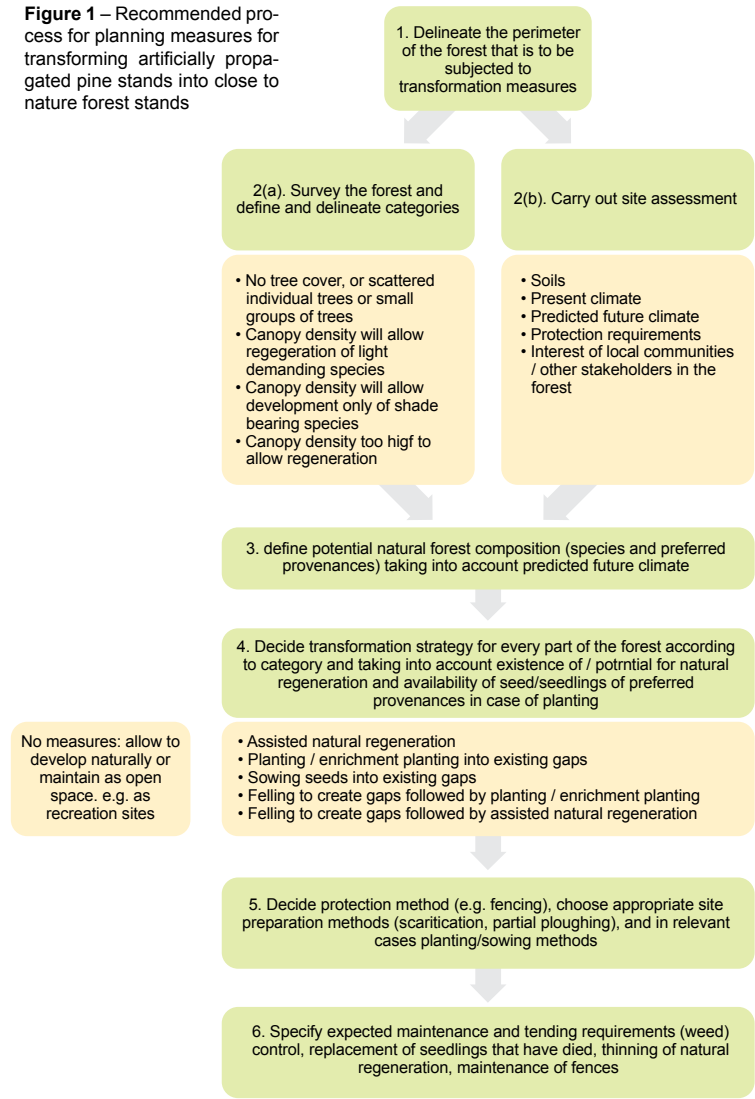 Figure 1 – Recommended pro-
cess for planning measures for
transforming artificially propa-
gated pine stands into close to
nature forest stands
1. Delineate the perimeter
of the forest that is to be
subjected to
transformation measures
2(a). Survey the forest and
define and delineate categories
2(b). Carry out site assessment
• No tree cover, or scattered
individual trees or small
groups of trees
• Canopy density will allow
regegeration of light
demanding species
• Canopy density will allow
development only of shade
bearing species
• Canopy density too higf to
allow regeneration
• Soils
• Present climate
• Predicted future climate
• Protection requirements
• Interest of local communities
/ other stakeholders in the
forest
3. define potential natural forest composition (species and preferred
provenances) taking into account predicted future climate
4. Decide transformation strategy for every part of the forest according
to category and taking into account existence of / potrntial for natural
regeneration and availability of seed/seedlings of preferred
provenances in case of planting
No measures: allow to
develop naturally or
maintain as open
space. e.g. as
recreation sites
• Assisted natural regeneration
• Planting / enrichment planting into existing gaps
• Sowing seeds into existing gaps
• Felling to create gaps followed by planting / enrichment planting
• Felling to create gaps followed by assisted natural regeneration
5. Decide protection method (e.g. fencing), choose appropriate site
preparation methods (scaritication, partial ploughing), and in relevant
cases planting/sowing methods
6. Specify expected maintenance and tending requirements (weed)
control, replacement of seedlings that have died, thinning of natural
regeneration, maintenance of fences